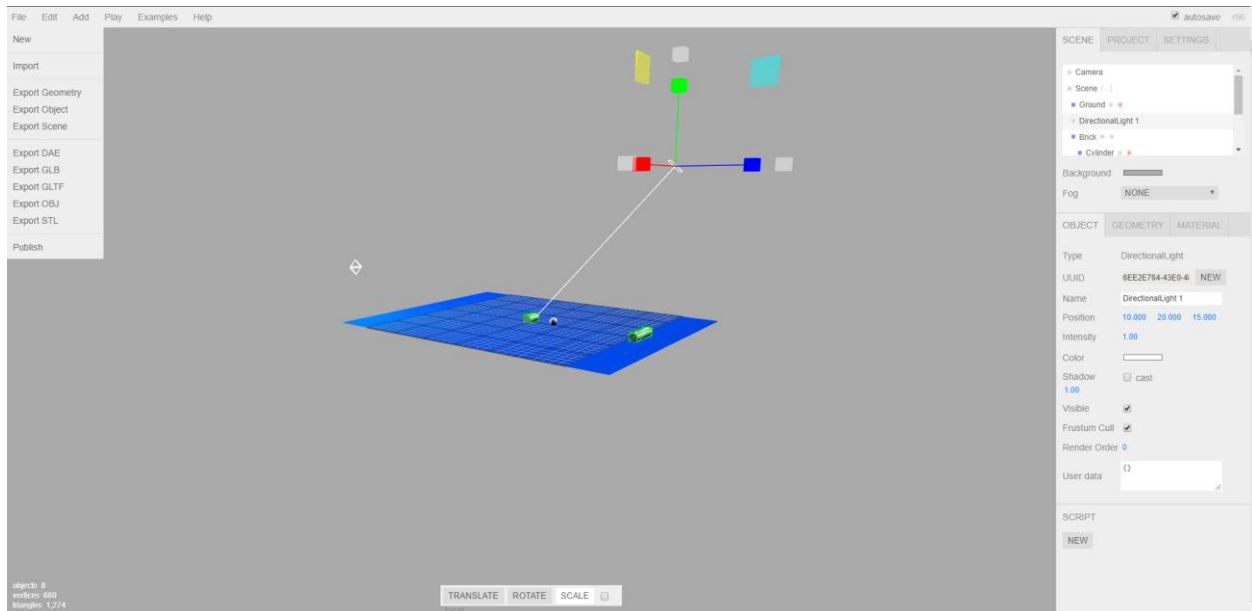 File Edit Add Play Examples Help autosave r96
New
Import
Export Geometry
Export Object
Export Scene
Export DAE
Export GLB
Export GLTF
Export OBJ
Export STL
Publish
objects 8
vertices 680
triangles 1,274
TRANSLATE ROTATE SCALE
SCENE PROJECT SETTINGS
Camera
Scene
Ground
DirectionalLight 1
Brick
Cylinder
Background
Fog NONE
OBJECT GEOMETRY MATERIAL
Type DirectionalLight
UUID 6EE2E764-43E0-4 NEW
Name DirectionalLight 1
Position 10.000 20.000 15.000
Intensity 1.00
Color
Shadow cast
1.00
Visible
Frustum Cull
Render Order 0
User data {}
SCRIPT
NEW